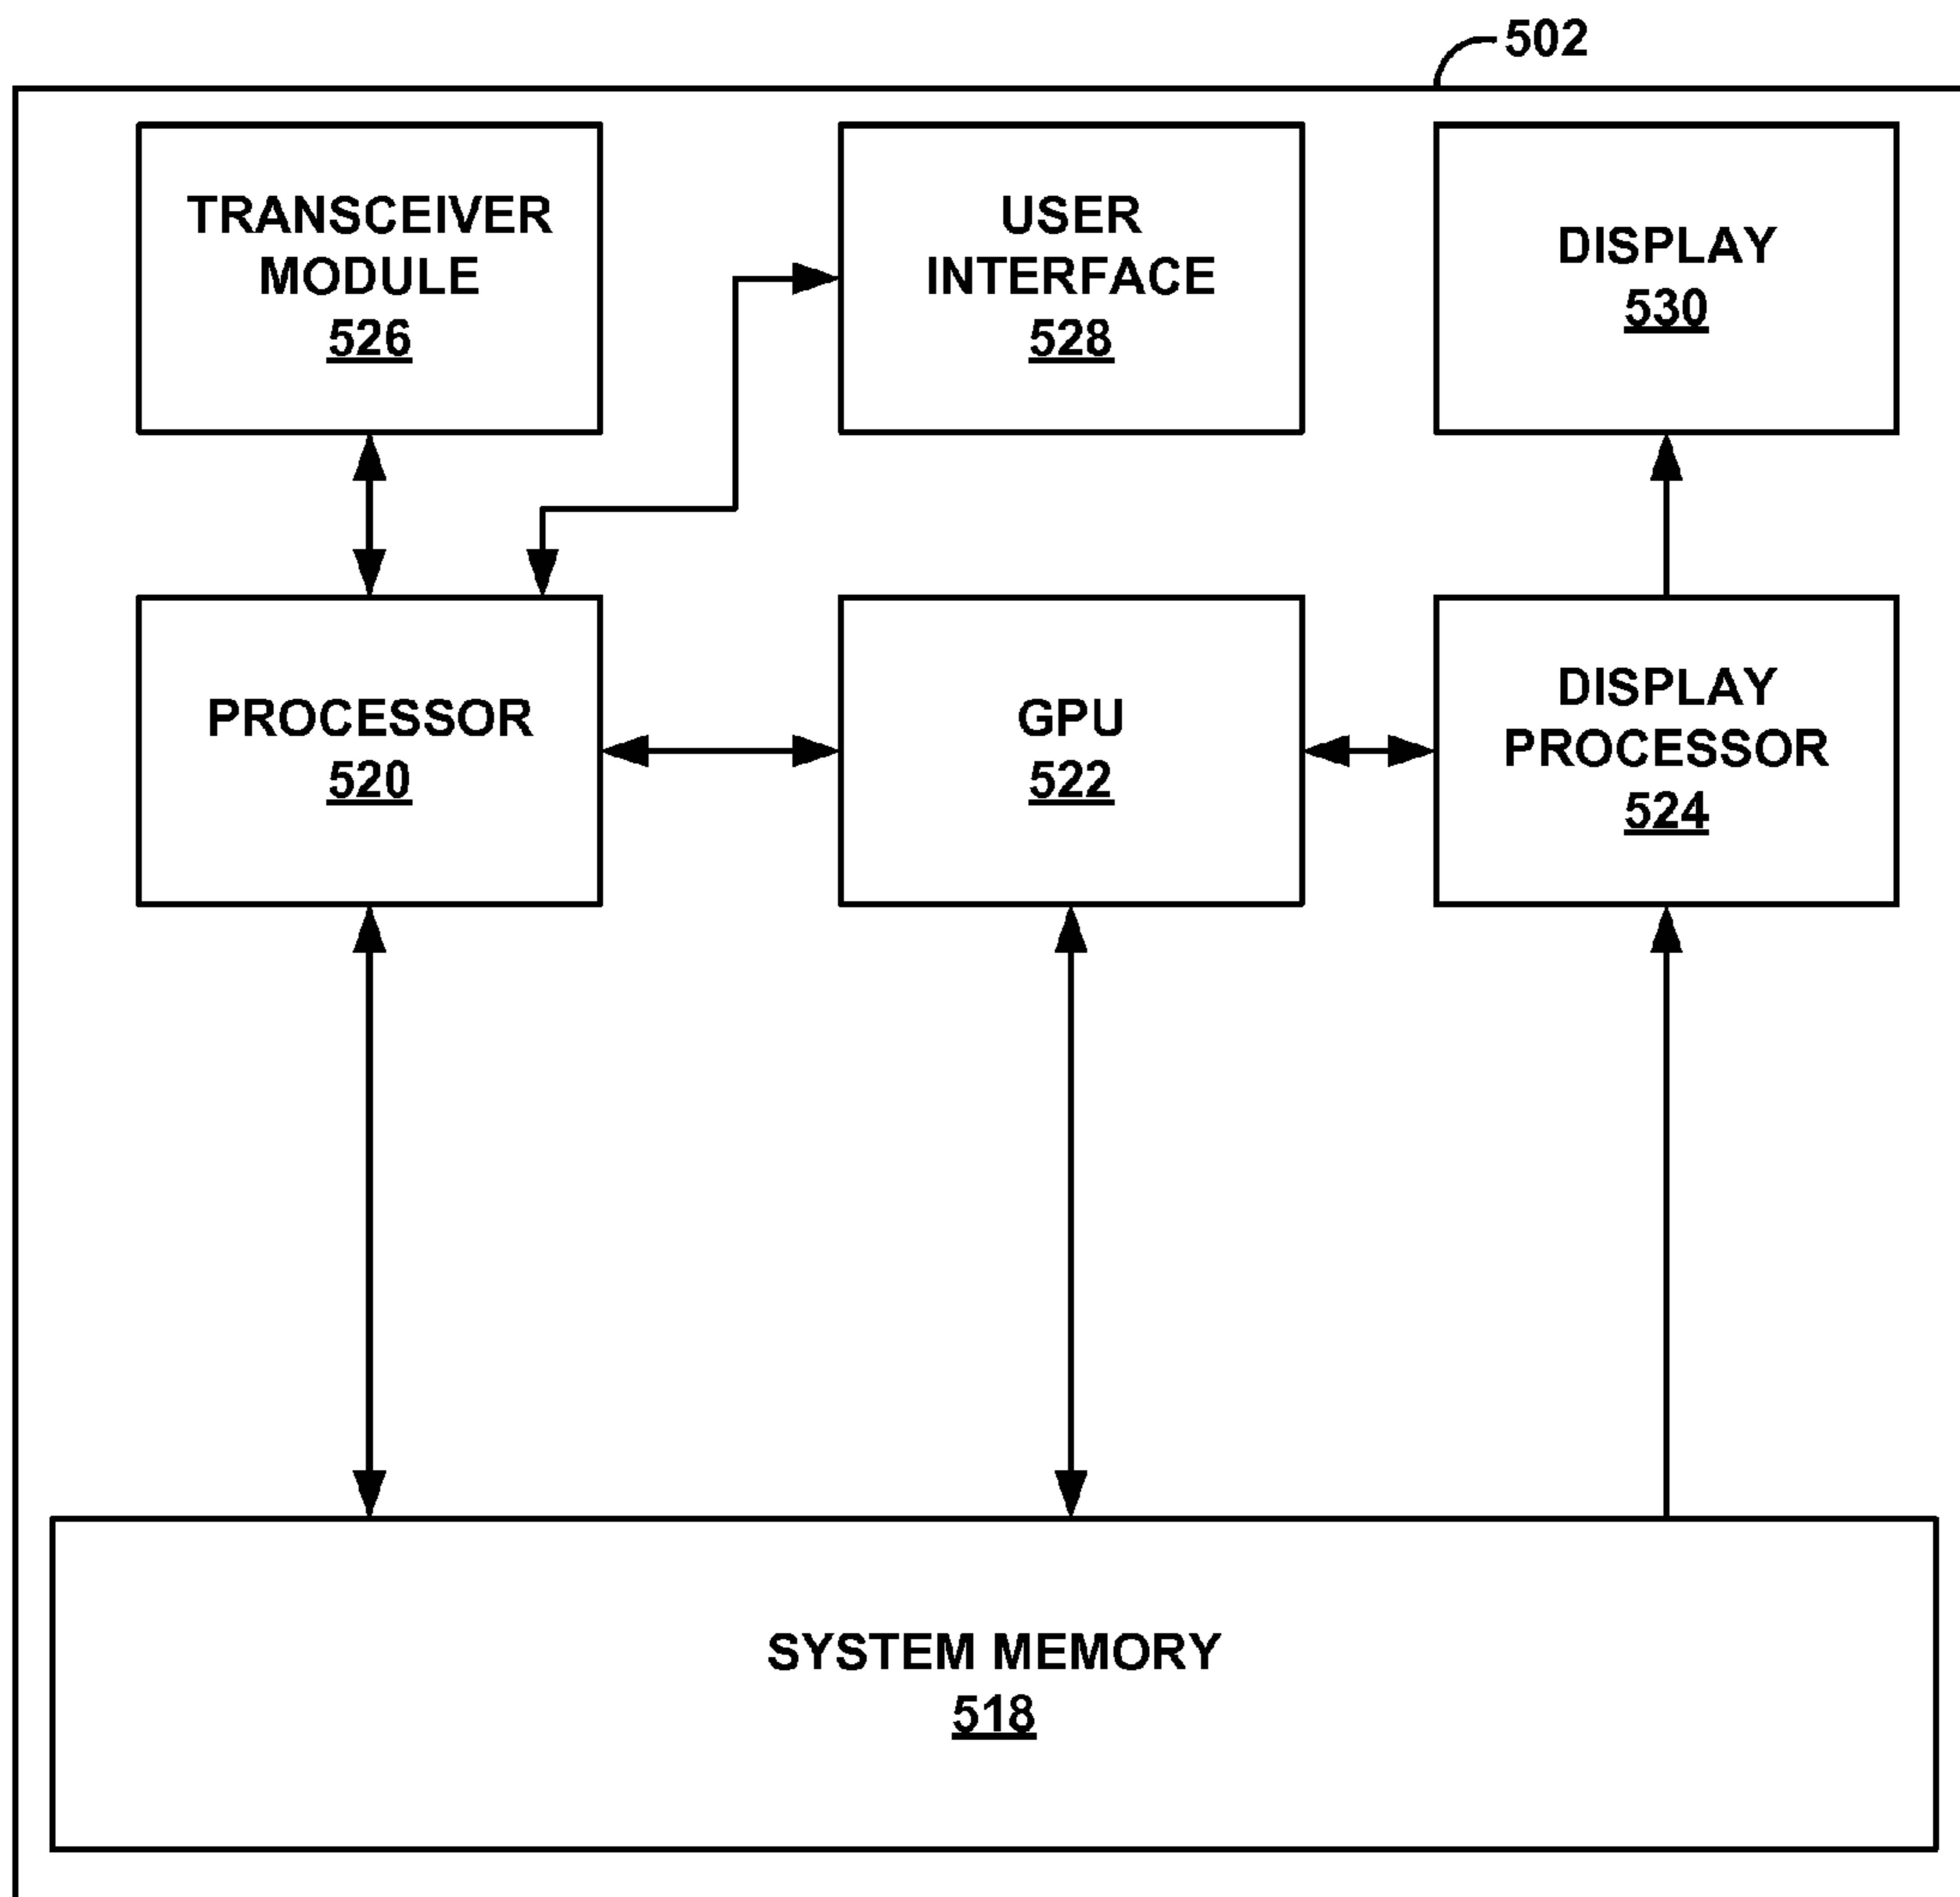 502
TRANSCEIVER
MODULE
526
USER
INTERFACE
528
DISPLAY
530
PROCESSOR
520
GPU
522
DISPLAY
PROCESSOR
524
SYSTEM MEMORY
518